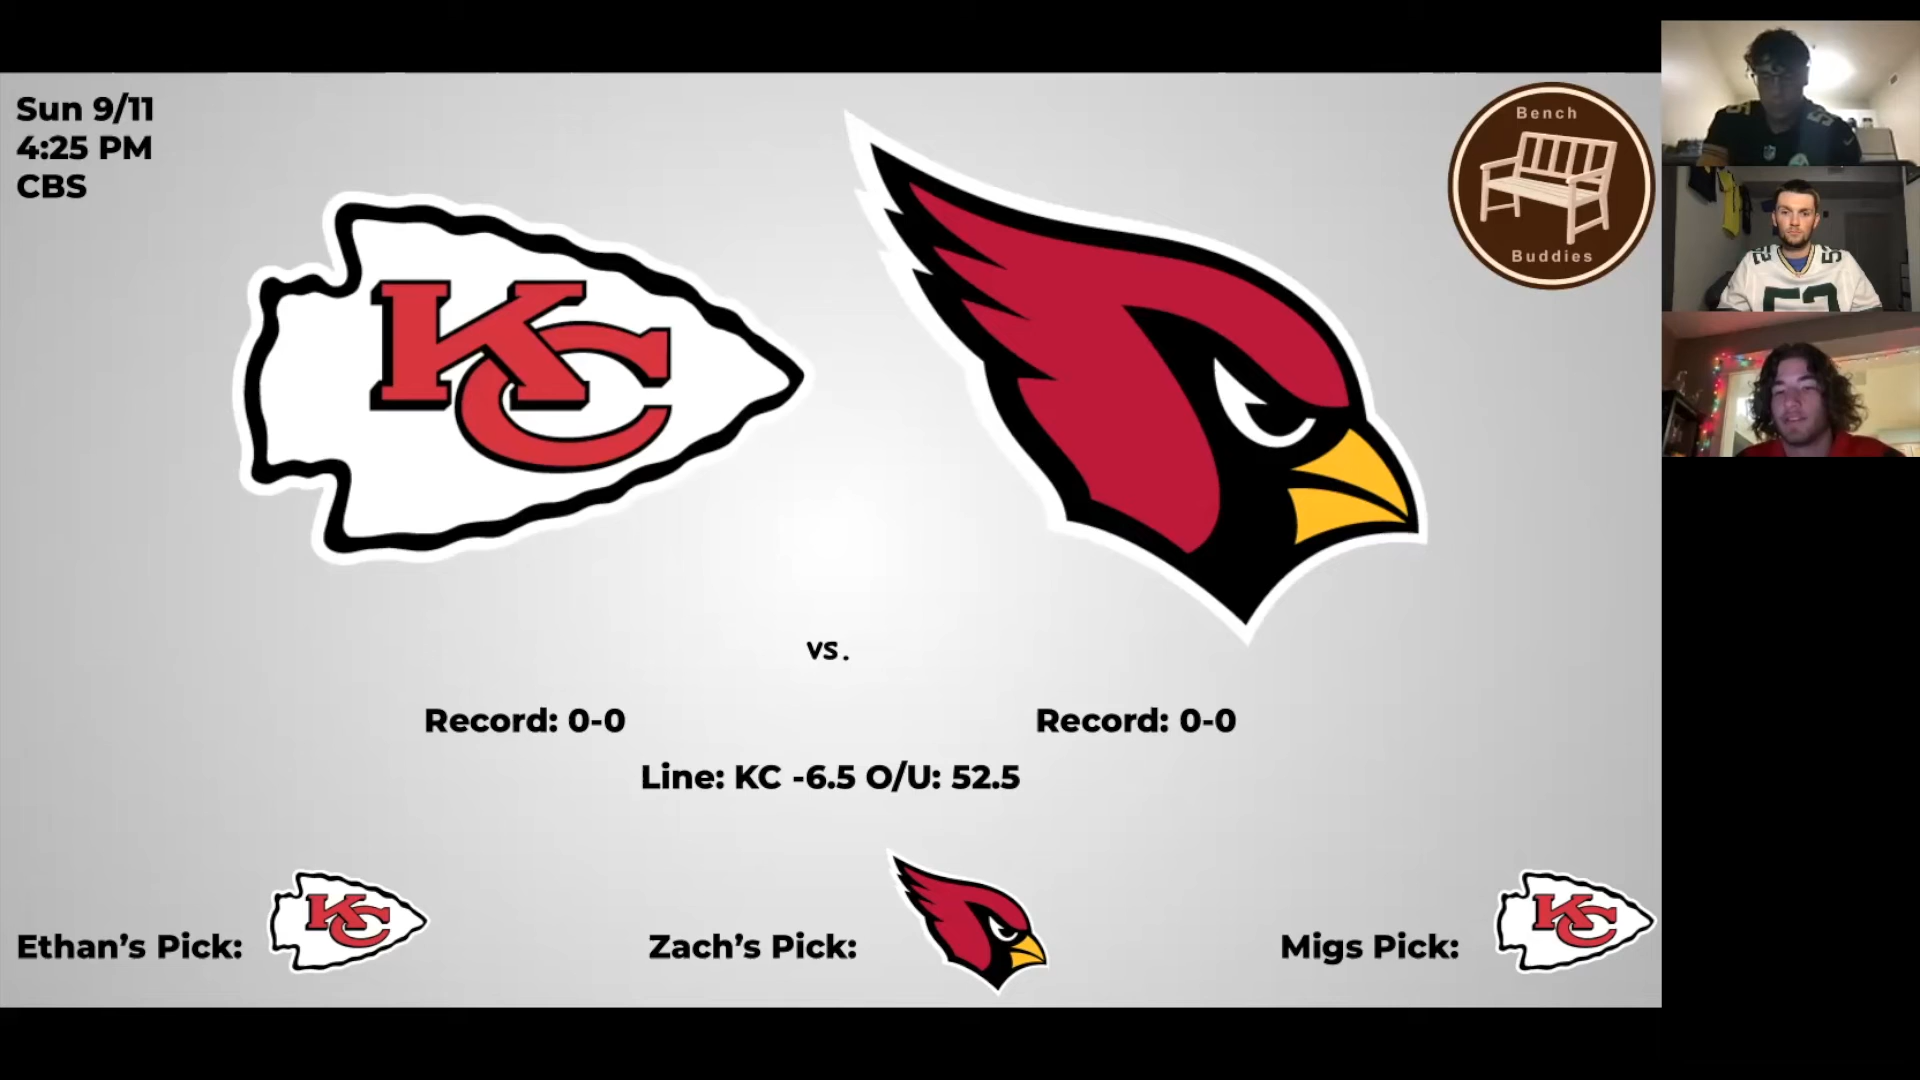 Sun 9/11
4:25 PM
CBS
Bench
Buddies
KC
vs.
Record: 0-0
Record: 0-0
Line: KC -6.5 O/U: 52.5
Ethan's Pick:
KC
Zach's Pick:
Migs Pick:
KC
52